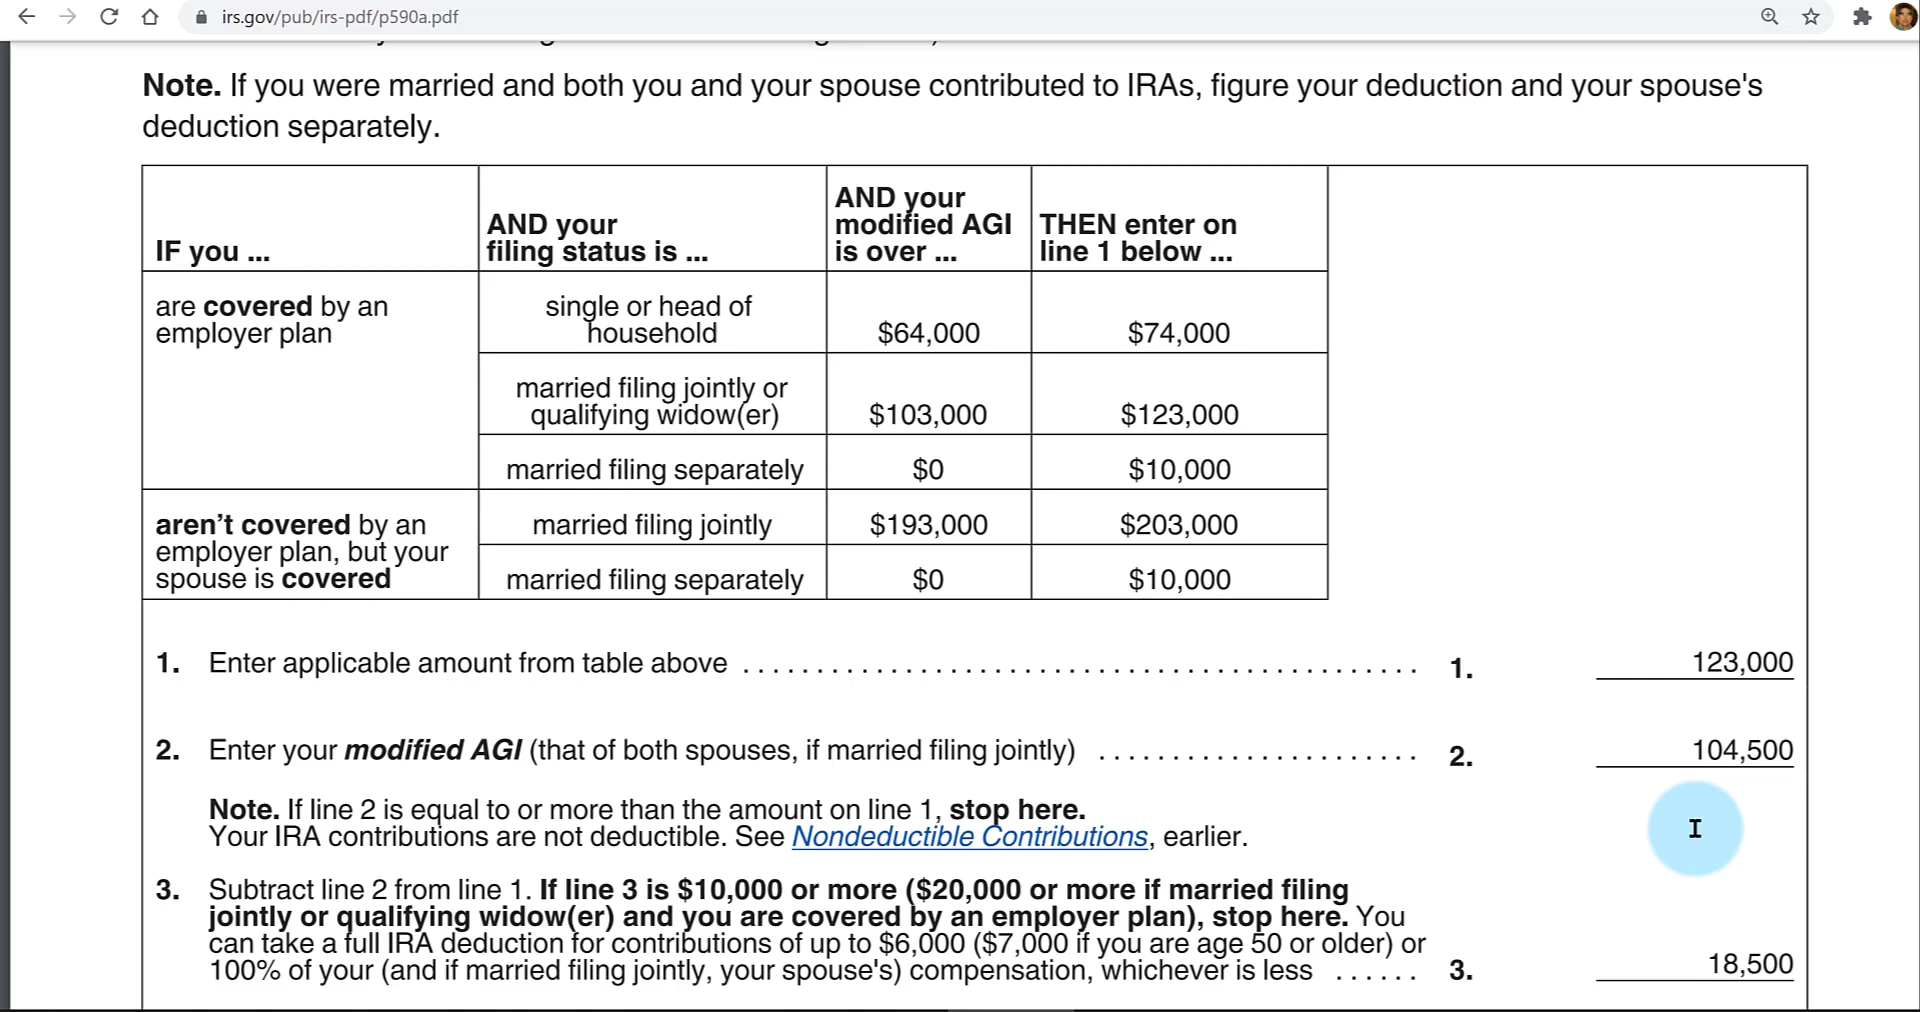 irs.gov/pub/irs-pdf/p590a.pdf
Note. If you were married and both you and your spouse contributed to IRAs, figure your deduction and your spouse's
deduction separately.
IF you ...
AND your
filing status is ...
AND your
modified AGI
is over ...
THEN enter on
line 1 below ...
are covered by an
employer plan
single or head of
household
$64,000
$74,000
married filing jointly or
qualifying widow(er)
$103,000
$123,000
married filing separately
$0
$10,000
aren’t covered by an
employer plan, but your
spouse is covered
married filing jointly
$193,000
$203,000
married filing separately
$0
$10,000
1. Enter applicable amount from table above . . . . . . . . . . . . . . . . . . . . . . . . . . . . . . . . . . . . . . . . . . . . . . 1. 123,000
2. Enter your modified AGI (that of both spouses, if married filing jointly) . . . . . . . . . . . . . . . . . . . . . . 2. 104,500
Note. If line 2 is equal to or more than the amount on line 1, stop here.
Your IRA contributions are not deductible. See Nondeductible Contributions, earlier.
3. Subtract line 2 from line 1. If line 3 is $10,000 or more ($20,000 or more if married filing
jointly or qualifying widow(er) and you are covered by an employer plan), stop here. You
can take a full IRA deduction for contributions of up to $6,000 ($7,000 if you are age 50 or older) or
100% of your (and if married filing jointly, your spouse's) compensation, whichever is less . . . . . . 3. 18,500